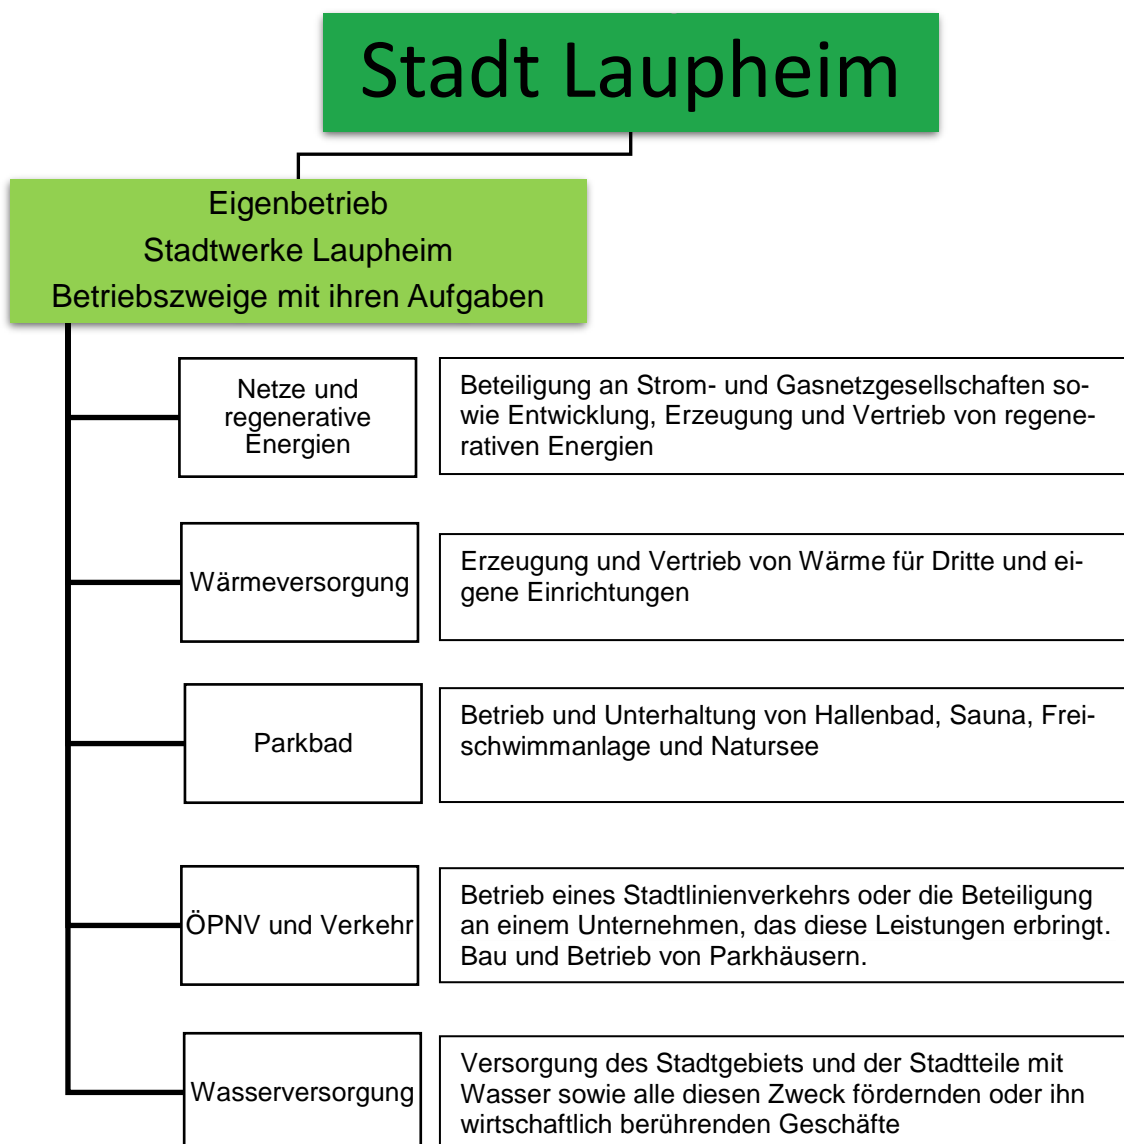 Stadt Laupheim
Eigenbetrieb
Stadtwerke Laupheim
Betriebszweige mit ihren Aufgaben
Netze und
regenerative
Energien
Beteiligung an Strom- und Gasnetzgesellschaften so-
wie Entwicklung, Erzeugung und Vertrieb von regene-
rativen Energien
Wärmeversorgung
Erzeugung und Vertrieb von Wärme für Dritte und ei-
gene Einrichtungen
Parkbad
Betrieb und Unterhaltung von Hallenbad, Sauna, Frei-
schwimmanlage und Natursee
ÖPNV und Verkehr
Betrieb eines Stadtlinienverkehrs oder die Beteiligung
an einem Unternehmen, das diese Leistungen erbringt.
Bau und Betrieb von Parkhäusern.
Wasserversorgung
Versorgung des Stadtgebiets und der Stadtteile mit
Wasser sowie alle diesen Zweck fördernden oder ihn
wirtschaftlich berührenden Geschäfte